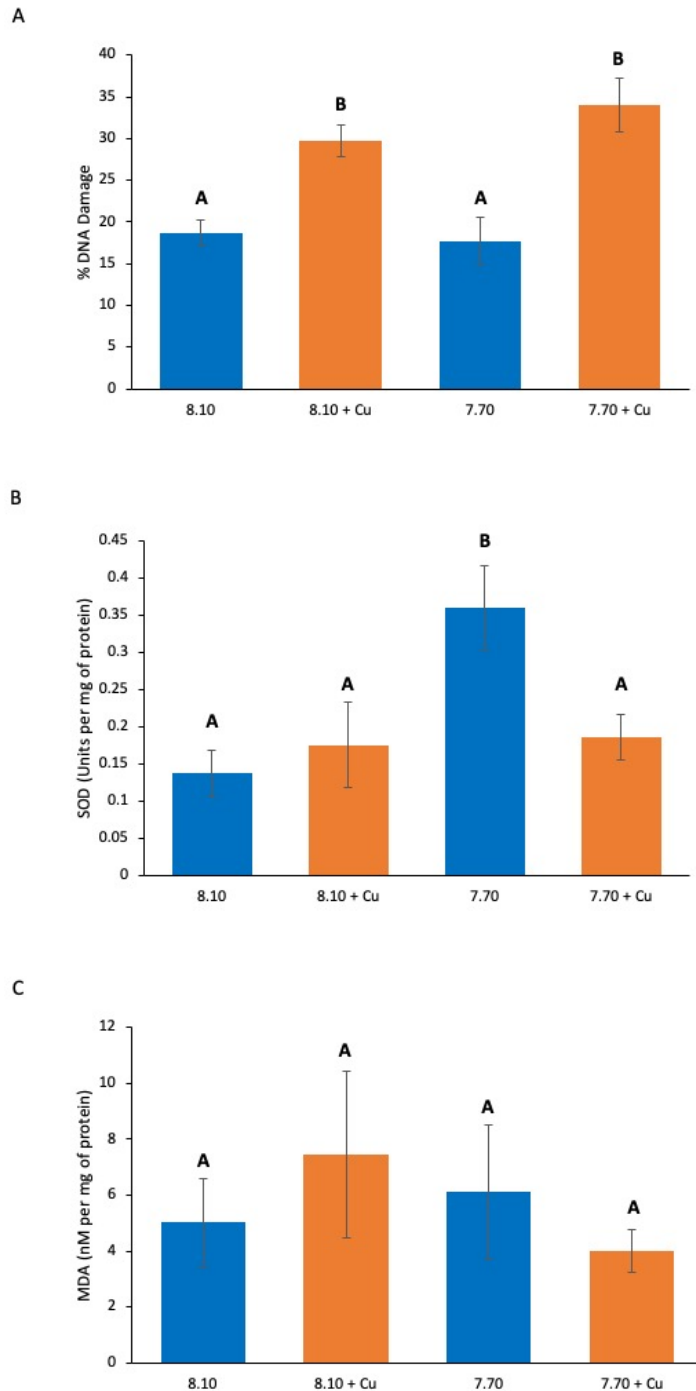 A
% DNA Damage
40
35
30
25
20
15
10
5
0
A
B
A
B
8.10
8.10 + Cu
7.70
7.70 + Cu
B
SOD (Units per mg of protein)
0.45
0.4
0.35
0.3
0.25
0.2
0.15
0.1
0.05
0
A
A
B
A
8.10
8.10 + Cu
7.70
7.70 + Cu
C
MDA (nM per mg of protein)
12
10
8
6
4
2
0
A
A
A
A
8.10
8.10 + Cu
7.70
7.70 + Cu